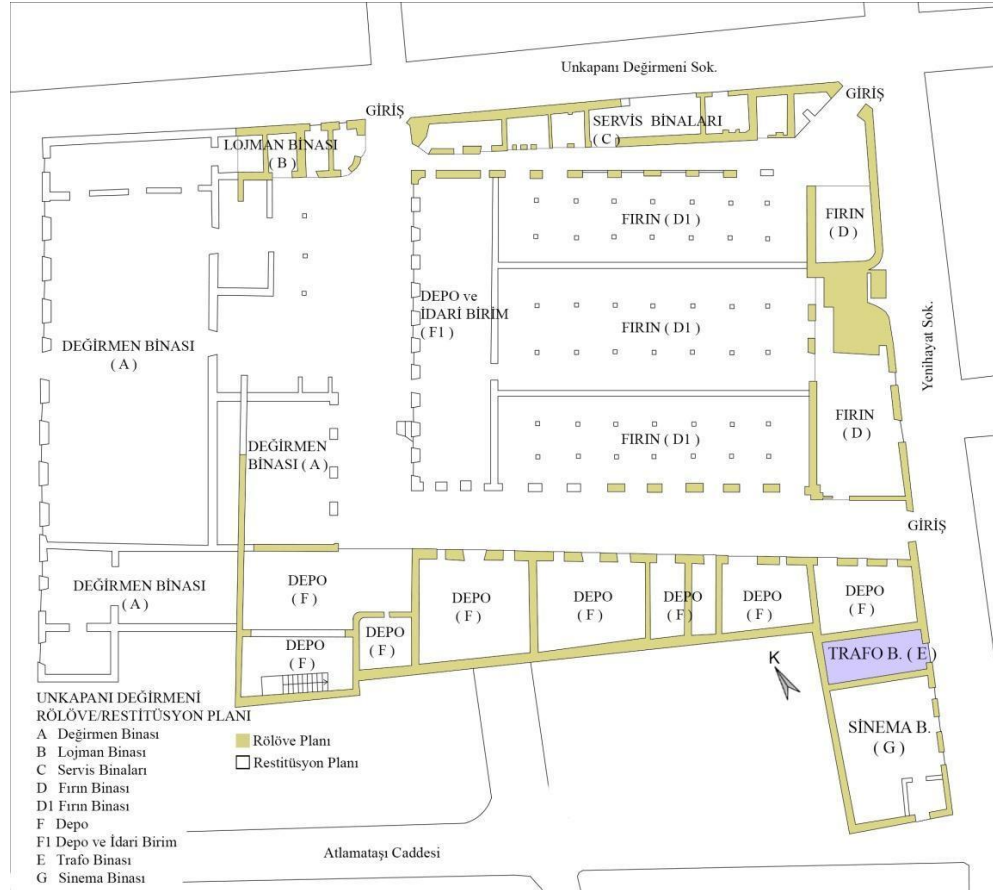 Unkapanı Değirmeni Sok.
GİRİŞ
GİRİŞ
SERVİS BİNALARI
( C )
LOJMAN BİNASI
( B )
FIRIN ( D1 )
FIRIN
( D )
DEPO ve
İDARİ BİRİM
( F1 )
FIRIN
( D1 )
Yenihayat Sok.
DEĞİRMEN BİNASI
( A )
FIRIN
( D )
FIRIN ( D1 )
DEĞİRMEN
BİNASI ( A )
GİRİŞ
DEĞİRMEN BİNASI
( A )
DEPO
( F )
DEPO
( F )
DEPO
( F )
DEPO
( F )
DEPO
( F )
DEPO
( F )
DEPO
( F )
DEPO
( F )
TRAFO B. ( E )
K
SİNEMA B.
( G )
UNKAPANI DEĞİRMENİ
RÖLÖVE/RESTİTÜSYON PLANI
A Değirmen Binası
B Lojman Binası
C Servis Binaları
D Fırın Binası
D1 Fırın Binası
F Depo
F1 Depo ve İdari Birim
E Trafo Binası
G Sinema Binası
Rölöve Planı
Restitüsyon Planı
Atlamataşı Caddesi